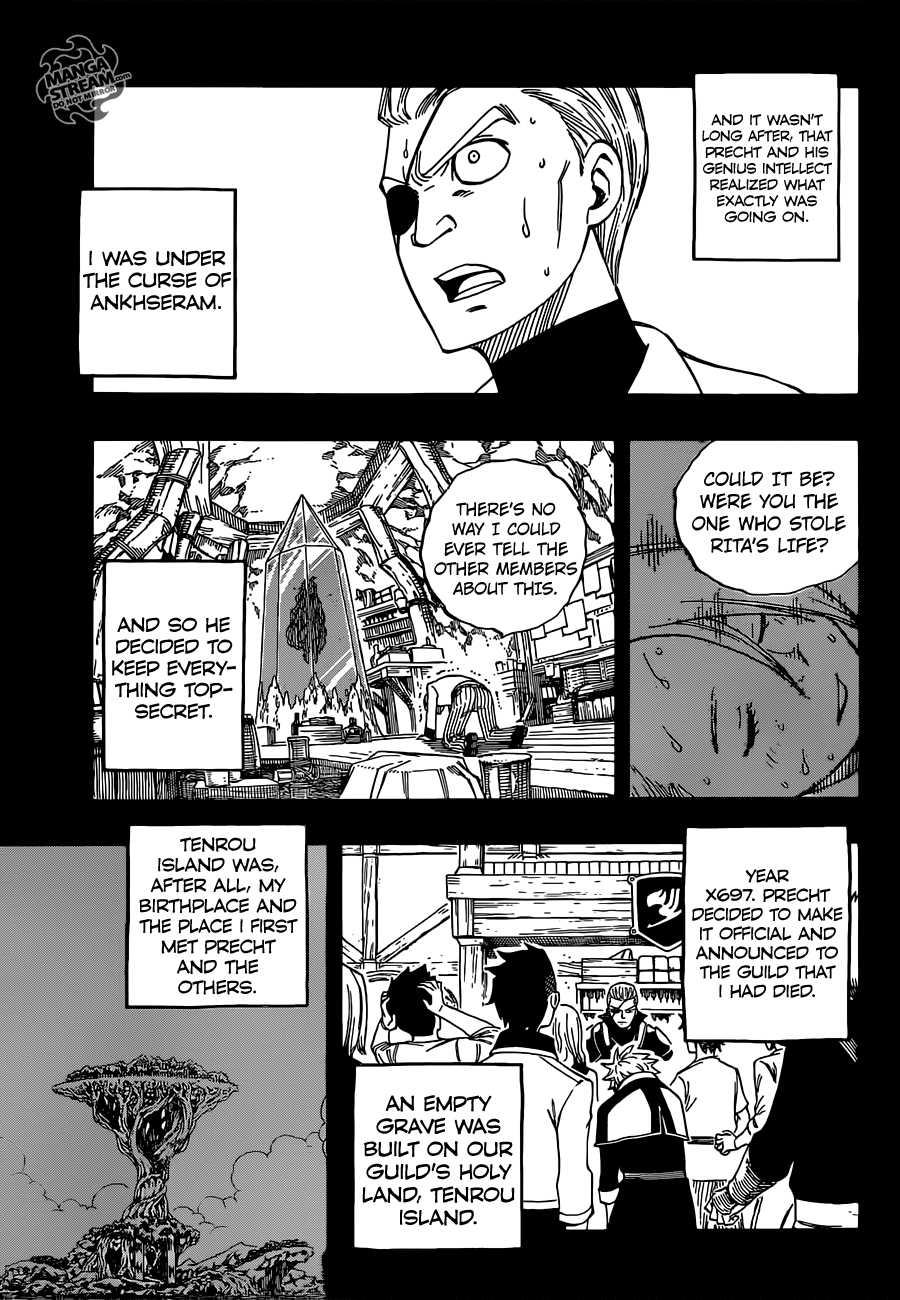 MANGA
STREAM.com
DO NOT MIRROR
AND IT WASN'T
LONG AFTER, THAT
PRECHT AND HIS
GENIUS INTELLECT
REALIZED WHAT
EXACTLY WAS
GOING ON.
I WAS UNDER
THE CURSE OF
ANKHSERAM.
COULD IT BE?
WERE YOU THE
ONE WHO STOLE
RITA'S LIFE?
THERE'S NO
WAY I COULD
EVER TELL THE
OTHER MEMBERS
ABOUT THIS.
AND SO HE
DECIDED TO
KEEP EVERY-
THING TOP-
SECRET.
YEAR
X697. PRECHT
DECIDED TO MAKE
IT OFFICIAL AND
ANNOUNCED TO
THE GUILD THAT
I HAD DIED.
AN EMPTY
GRAVE WAS
BUILT ON OUR
GUILD'S HOLY
LAND, TENROU
ISLAND.
TENROU
ISLAND WAS,
AFTER ALL, MY
BIRTHPLACE AND
THE PLACE I FIRST
MET PRECHT
AND THE
OTHERS.